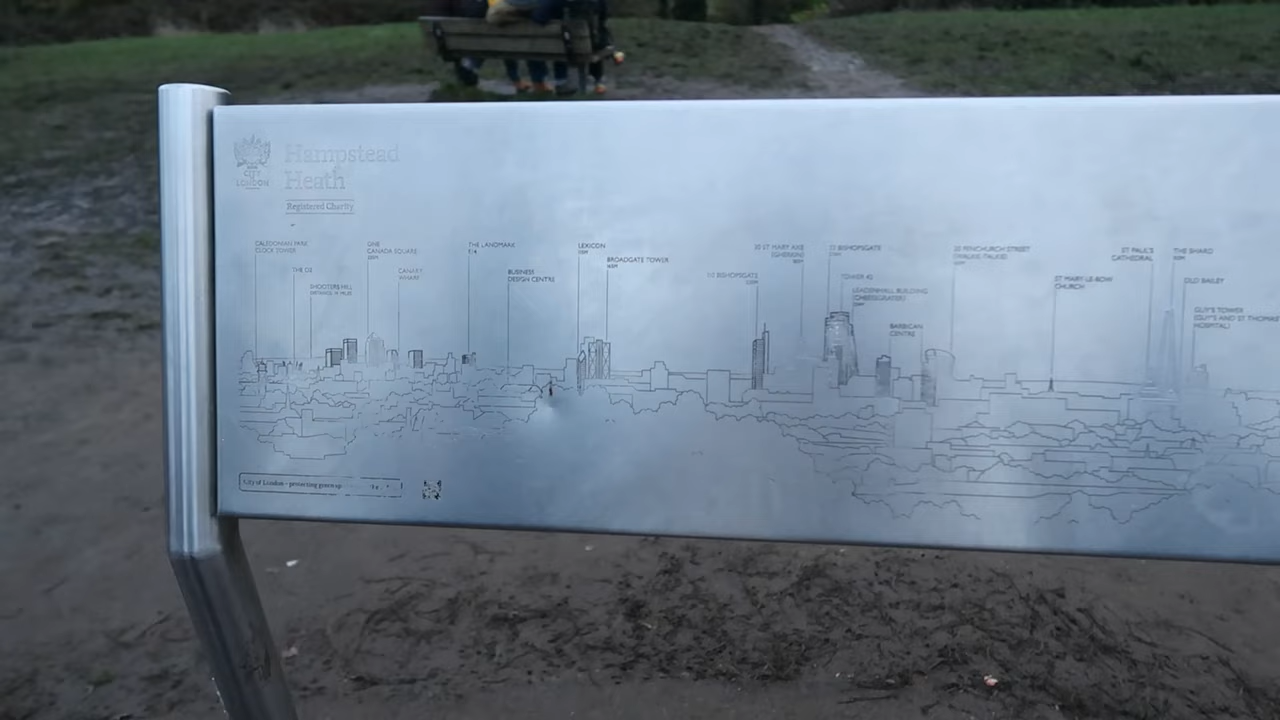 CITY
LONDON
Hampstead
Heath
Registered Charity
CALEDONIAN PARK
CLOCK TOWER
THE O2
SHOOTERS HILL
ONE
CANADA SQUARE
CANARY
WHARF
THE LANDMARK
BUSINESS
DESIGN CENTRE
LEXICON
BROADGATE TOWER
BISHOPSGATE
30 ST MARY AXE
(GHERKIN)
22 BISHOPSGATE
TOWER 42
LEADENHALL BUILDING
(CHEESEGRATER)
BARBICAN
CENTRE
20 FENCHURCH STREET
(WALKIE-TALKIE)
ST MARY-LE-BOW
CHURCH
ST PAUL'S
CATHEDRAL
THE SHARD
OLD BAILEY
GUY'S TOWER
(GUY'S AND ST THOMAS'
HOSPITAL)
City of London - protecting green sp